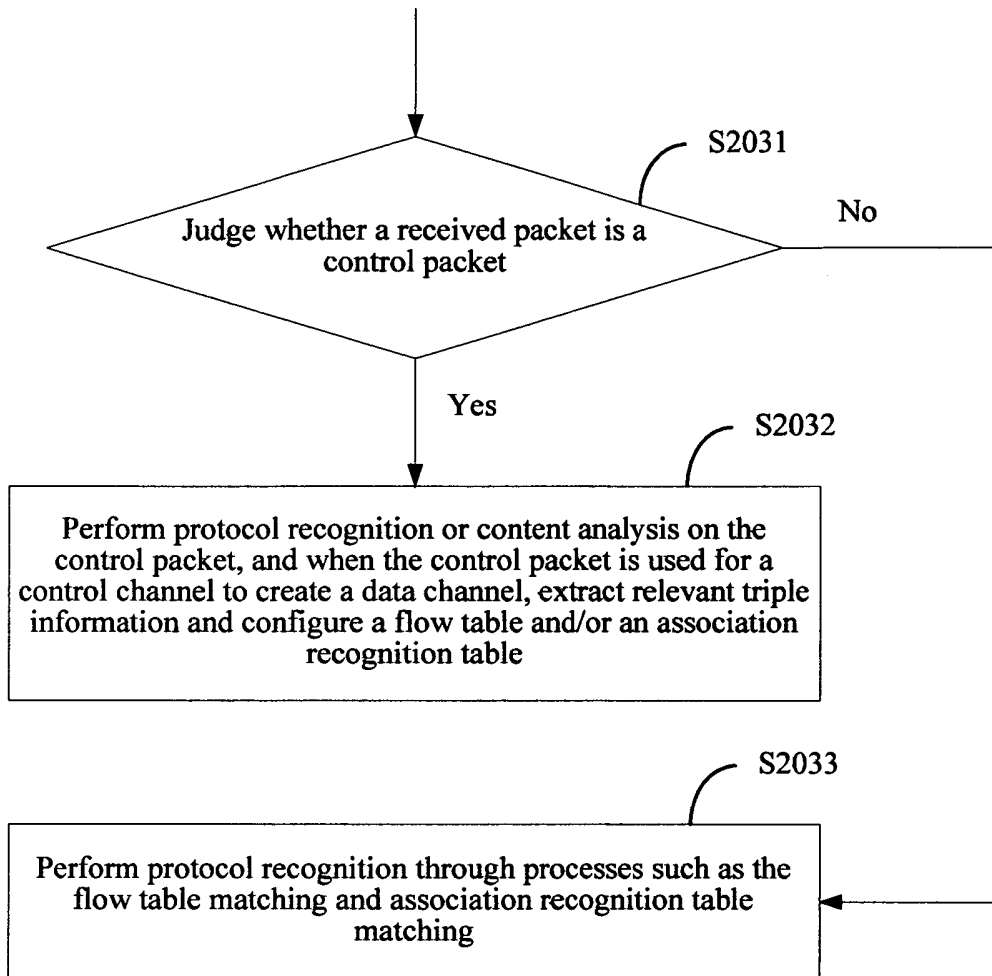 S2031
No
Judge whether a received packet is a
control packet
Yes
S2032
Perform protocol recognition or content analysis on the
control packet, and when the control packet is used for a
control channel to create a data channel, extract relevant triple
information and configure a flow table and/or an association
recognition table
S2033
Perform protocol recognition through processes such as the
flow table matching and association recognition table
matching